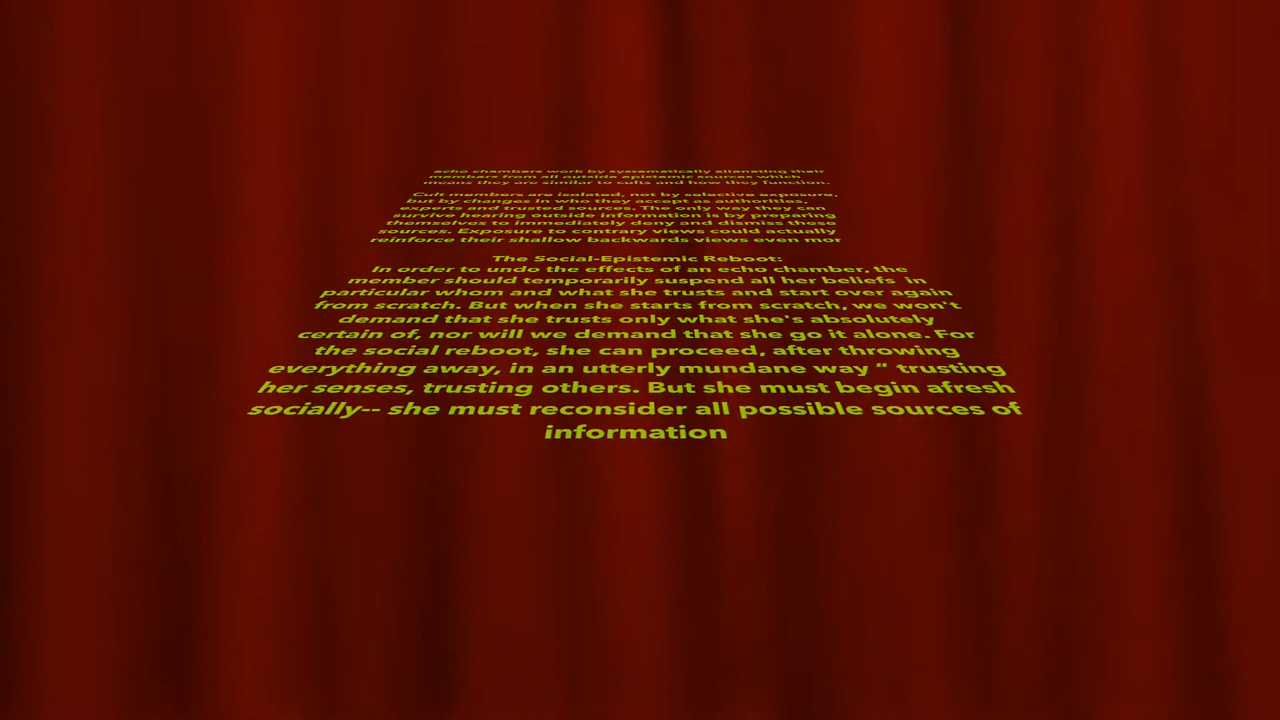 echo chambers work by systematically alienating their
members from all outside epistemic sources which
means they are similar to cults and how they function.
Cult members are isolated, not by selective exposure,
but by changes in who they accept as authorities,
experts and trusted sources. The only way they can
survive hearing outside information is by preparing
themselves to immediately deny and dismiss those
sources. Exposure to contrary views could actually
reinforce their shallow backwards views even mor
The Social-Epistemic Reboot:
In order to undo the effects of an echo chamber, the
member should temporarily suspend all her beliefs in
particular whom and what she trusts and start over again
from scratch. But when she starts from scratch, we won't
demand that she trusts only what she's absolutely
certain of, nor will we demand that she go it alone. For
the social reboot, she can proceed, after throwing
everything away, in an utterly mundane way " trusting
her senses, trusting others. But she must begin afresh
socially-- she must reconsider all possible sources of
information